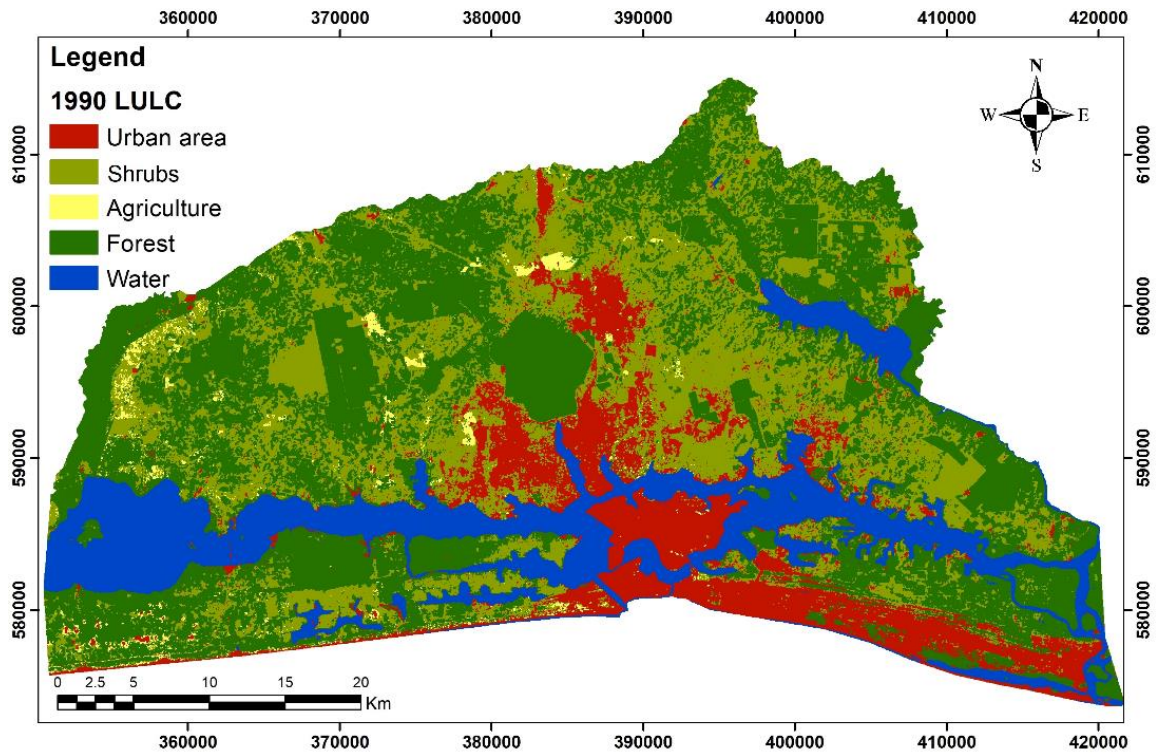 360000 370000 380000 390000 400000 410000 420000
Legend
1990 LULC
Urban area
Shrubs
Agriculture
Forest
Water
N
W E
S
610000 610000
600000 600000
590000 590000
580000 580000
0 2.5 5 10 15 20
Km
360000 370000 380000 390000 400000 410000 420000